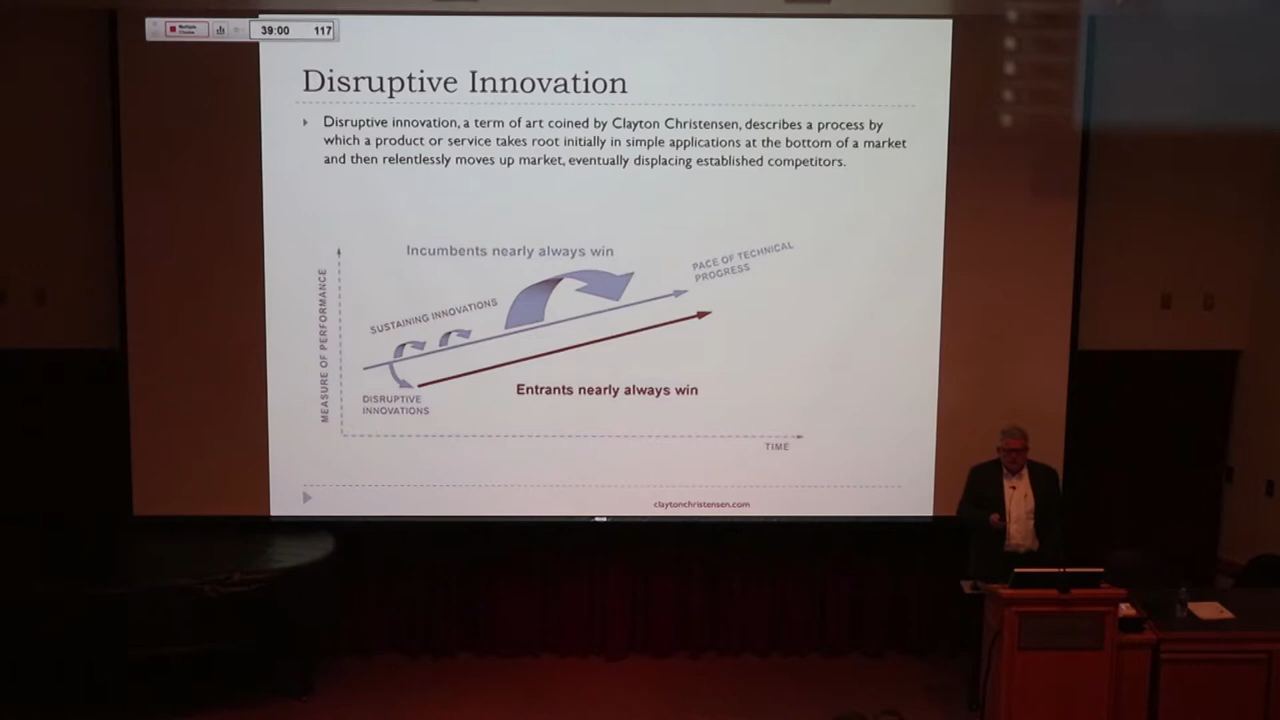 Multiple
Choice
39:00 117
Disruptive Innovation
Disruptive innovation, a term of art coined by Clayton Christensen, describes a process by
which a product or service takes root initially in simple applications at the bottom of a market
and then relentlessly moves up market, eventually displacing established competitors.
Incumbents nearly always win
PACE OF TECHNICAL
PROGRESS
SUSTAINING INNOVATIONS
MEASURE OF PERFORMANCE
Entrants nearly always win
DISRUPTIVE
INNOVATIONS
TIME
claytonchristensen.com